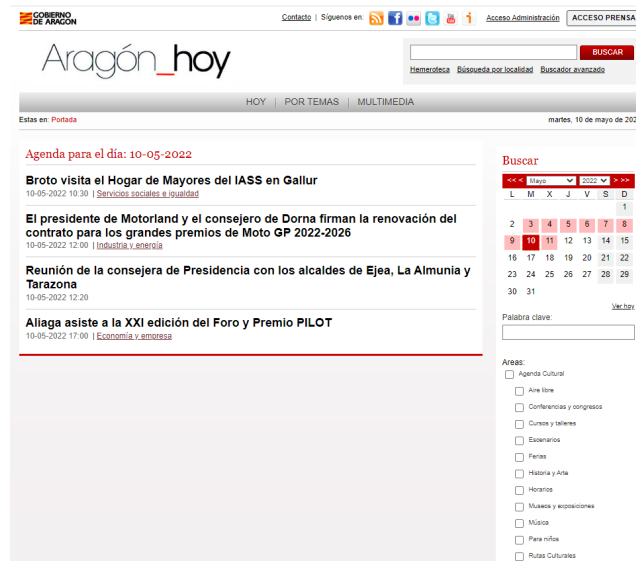 GOBIERNO
DE ARAGON
Contacto | Síguenos en:
Acceso Administración
ACCESO PRENSA
Aragón_hoy
BUSCAR
Hemeroteca Búsqueda por localidad Buscador avanzado
HOY | POR TEMAS | MULTIMEDIA
Estas en: Portada
martes, 10 de mayo de 202
Agenda para el día: 10-05-2022
Broto visita el Hogar de Mayores del IASS en Gallur
10-05-2022 10:30 | Servicios sociales e igualdad
El presidente de Motorland y el consejero de Dorna firman la renovación del
contrato para los grandes premios de Moto GP 2022-2026
10-05-2022 12:00 | Industria y energía
Reunión de la consejera de Presidencia con los alcaldes de Ejea, La Almunia y
Tarazona
10-05-2022 12:20
Aliaga asiste a la XXI edición del Foro y Premio PILOT
10-05-2022 17:00 | Economía y empresa
Buscar
<< < Mayo 2022 > >>
L M X J V S D
1
2 3 4 5 6 7 8
9 10 11 12 13 14 15
16 17 18 19 20 21 22
23 24 25 26 27 28 29
30 31
Ver hoy
Palabra clave:
Areas:
Agenda Cultural
Aire libre
Conferencias y congresos
Cursos y talleres
Escenarios
Ferias
Historia y Arte
Horarios
Museos y exposiciones
Música
Para niños
Rutas Culturales